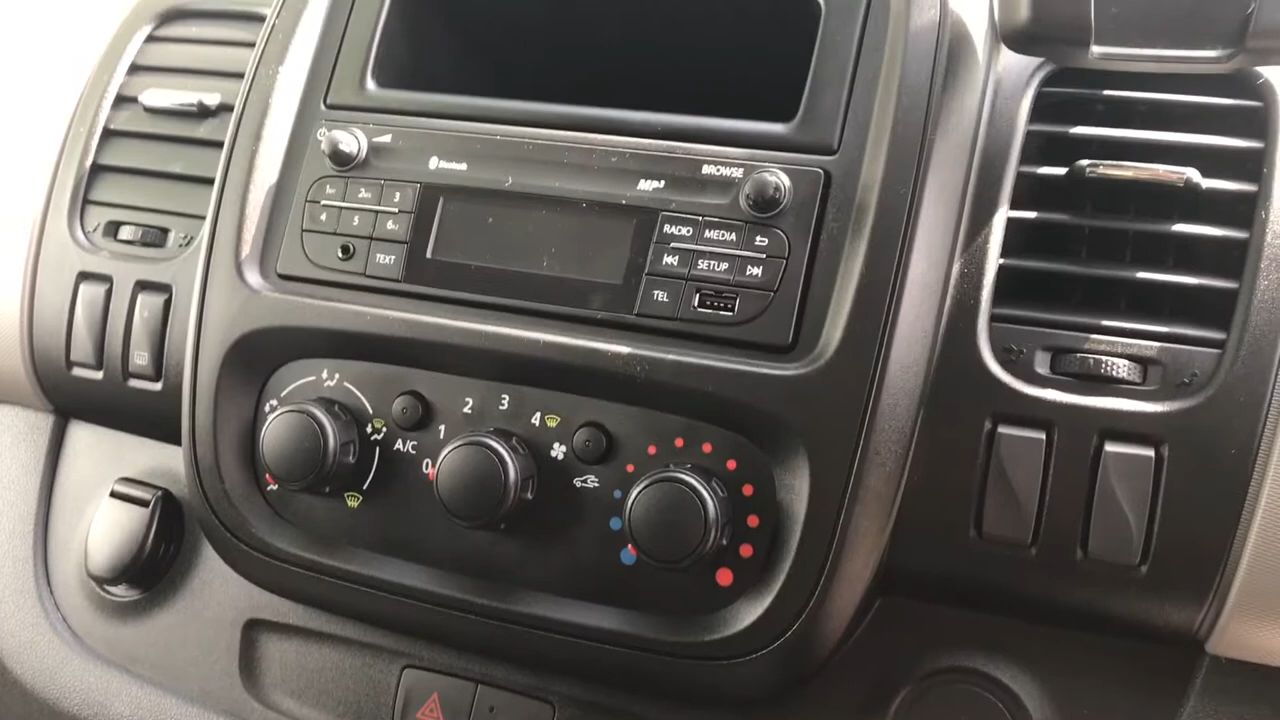 Bluetooth
MP3
BROWSE
1
2
3
4
5
6
TEXT
RADIO
MEDIA
SETUP
TEL
A/C
0
1
2
3
4